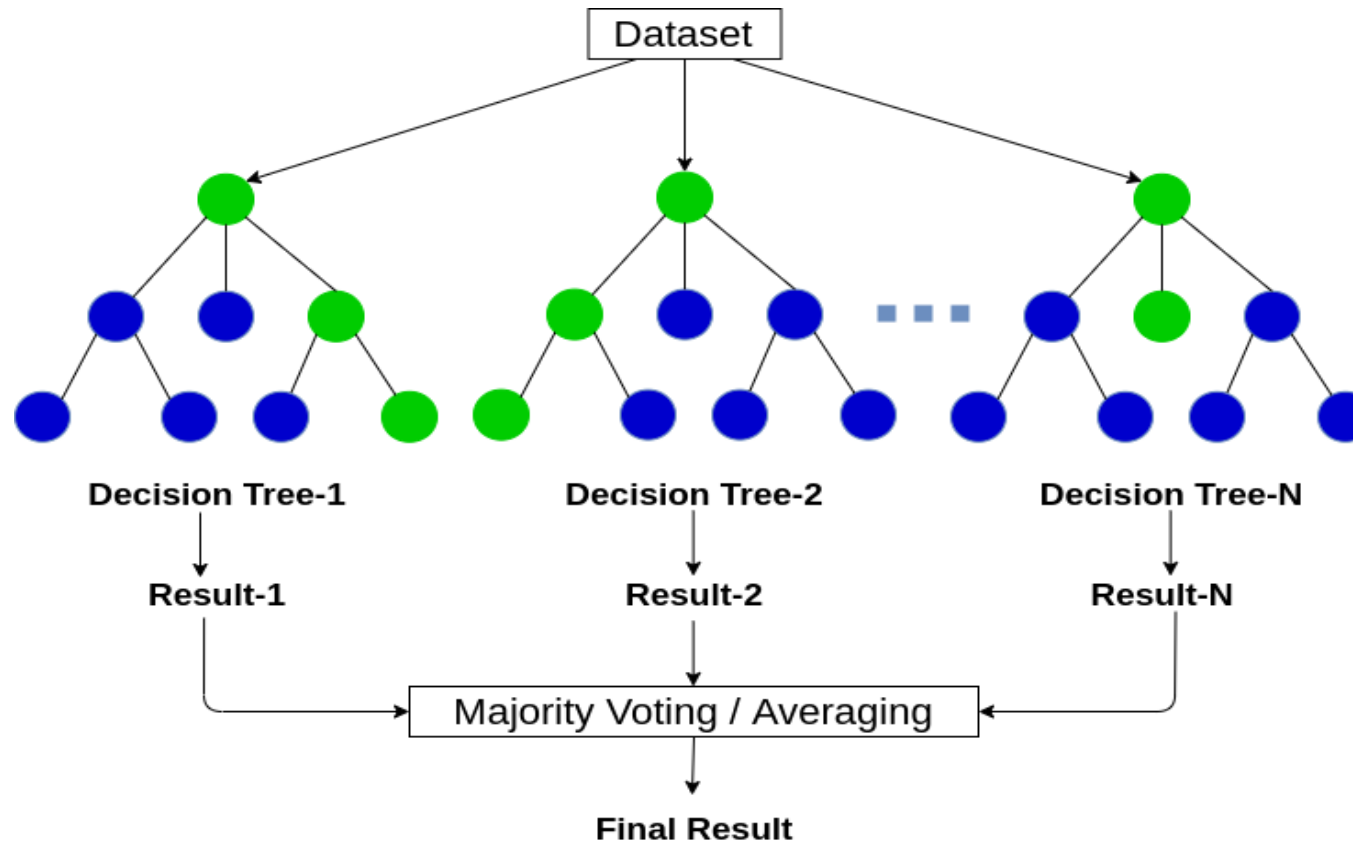 Dataset
Decision Tree-1
Decision Tree-2
Decision Tree-N
Result-1
Result-2
Result-N
Majority Voting / Averaging
Final Result